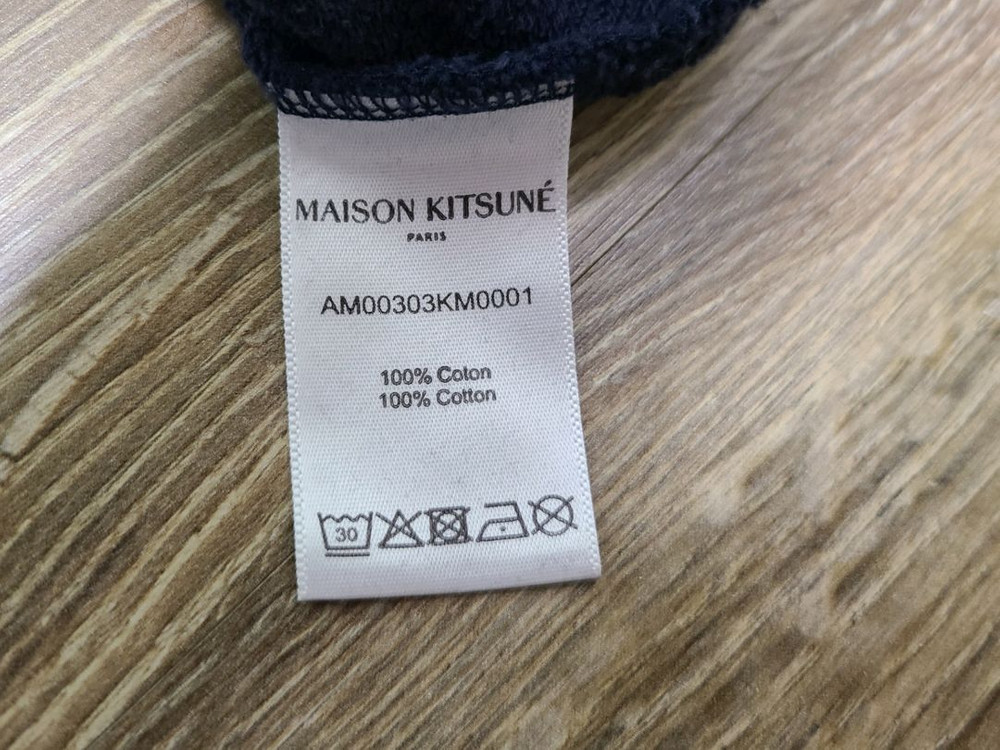 MAISON KITSUNÉ
PARIS
AM00303KM0001
100% Coton
100% Cotton
30